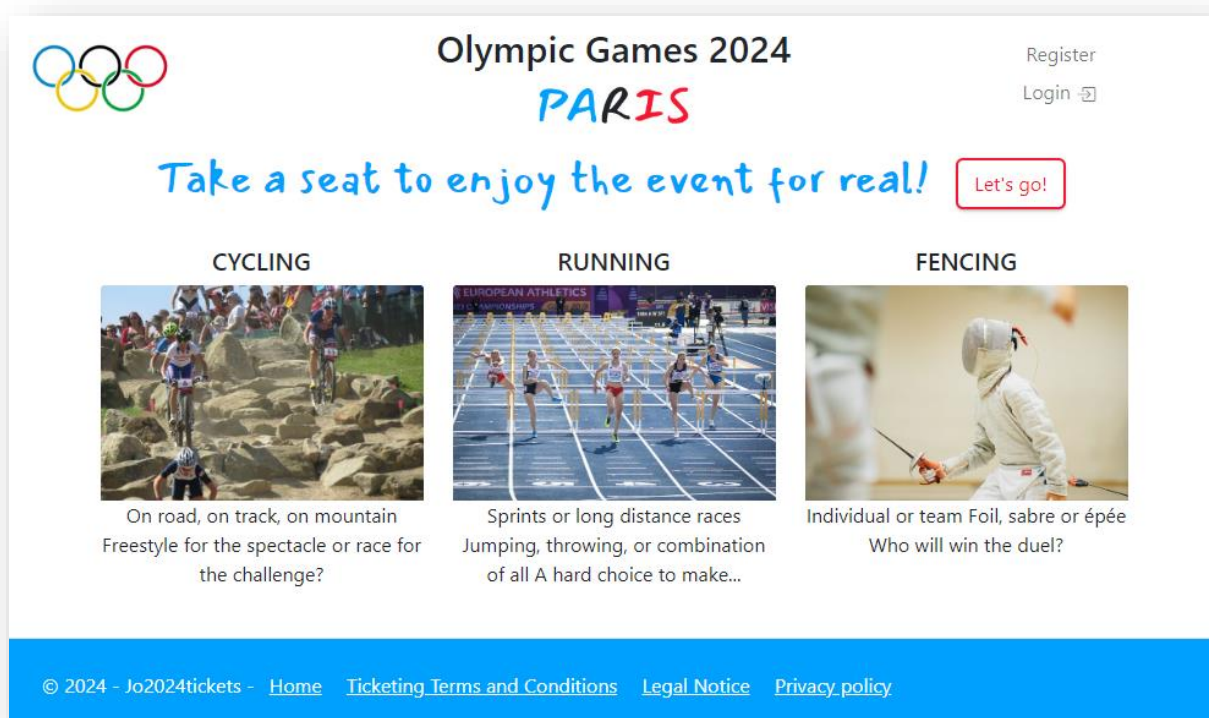 Olympic Games 2024
PARIS
Register
Login
Take a seat to enjoy the event for real!
Let's go!
CYCLING
RUNNING
FENCING
EUROPEAN ATHLETICS
CHAMPIONSHIPS
On road, on track, on mountain
Freestyle for the spectacle or race for
the challenge?
Sprints or long distance races
Jumping, throwing, or combination
of all A hard choice to make...
Individual or team Foil, sabre or épée
Who will win the duel?
© 2024 - Jo2024tickets - Home Ticketing Terms and Conditions Legal Notice Privacy policy